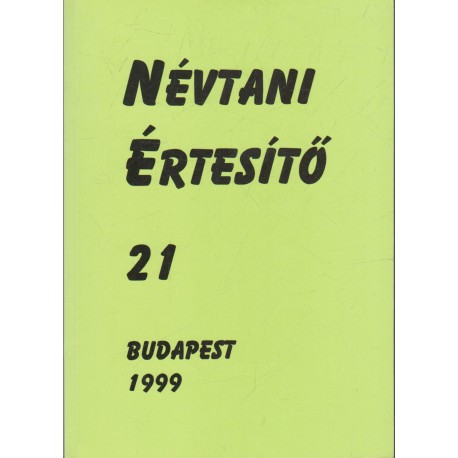 NÉVTANI
ÉRTESÍTŐ
21
BUDAPEST
1999